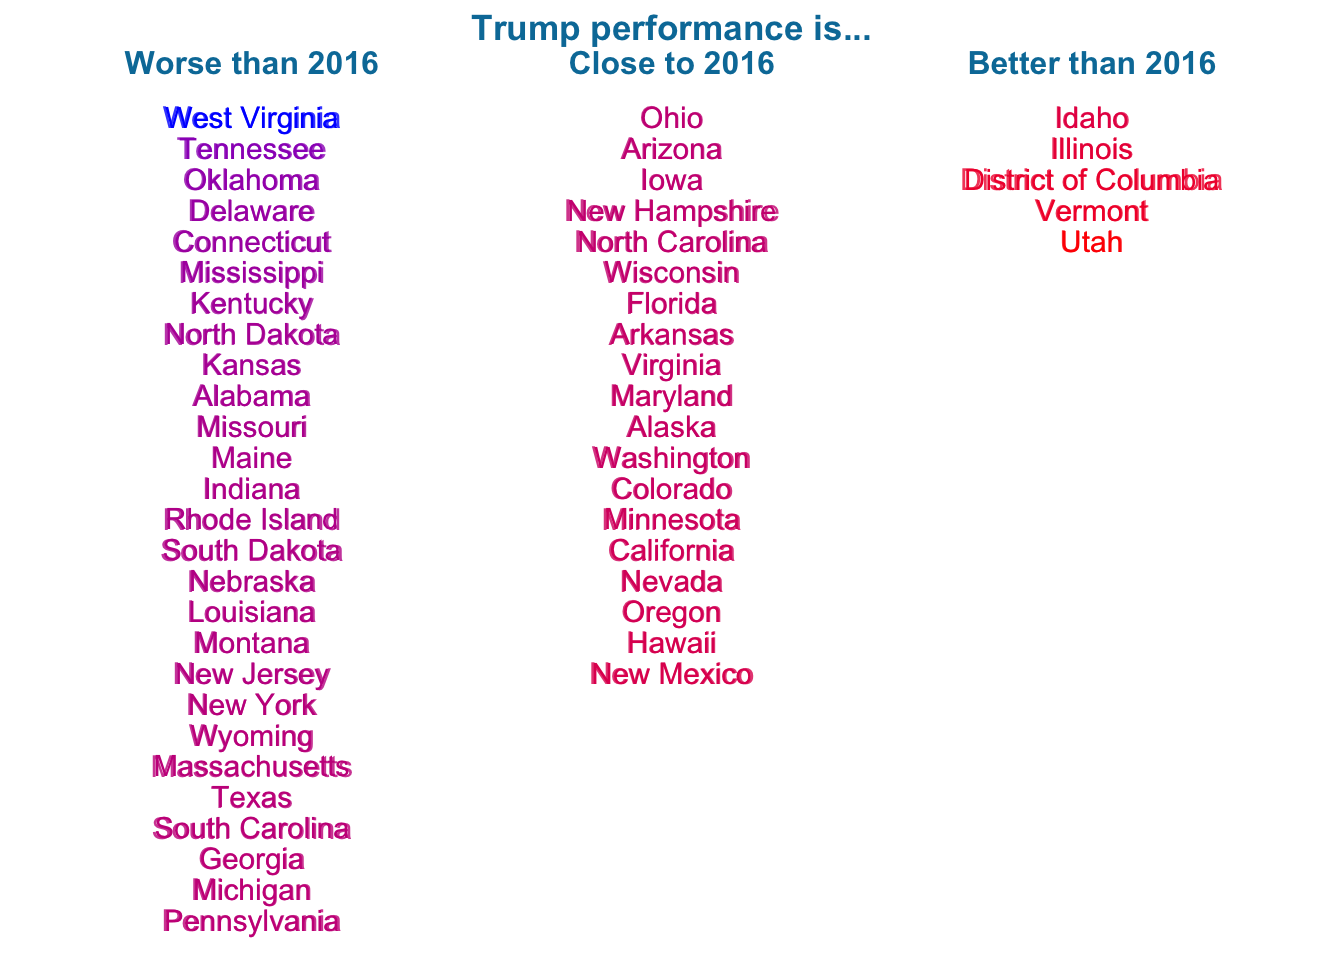 Trump performance is...
Worse than 2016
Close to 2016
Better than 2016
West Virginia
Tennessee
Oklahoma
Delaware
Connecticut
Mississippi
Kentucky
North Dakota
Kansas
Alabama
Missouri
Maine
Indiana
Rhode Island
South Dakota
Nebraska
Louisiana
Montana
New Jersey
New York
Wyoming
Massachusetts
Texas
South Carolina
Georgia
Michigan
Pennsylvania
Ohio
Arizona
Iowa
New Hampshire
North Carolina
Wisconsin
Florida
Arkansas
Virginia
Maryland
Alaska
Washington
Colorado
Minnesota
California
Nevada
Oregon
Hawaii
New Mexico
Idaho
Illinois
District of Columbia
Vermont
Utah